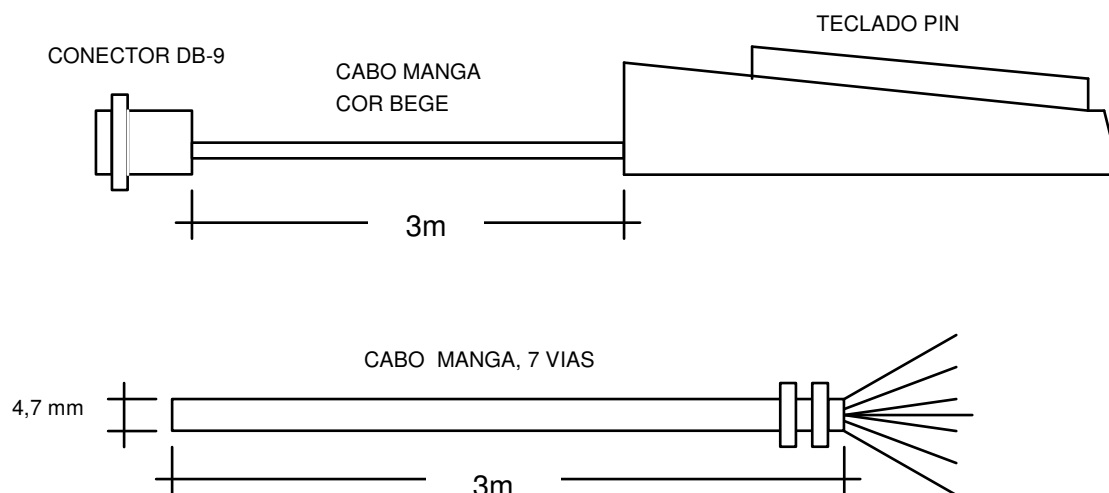 TECLADO PIN
CONECTOR DB-9
CABO MANGA
COR BEGE
3m
CABO MANGA, 7 VIAS
4,7 mm
3m